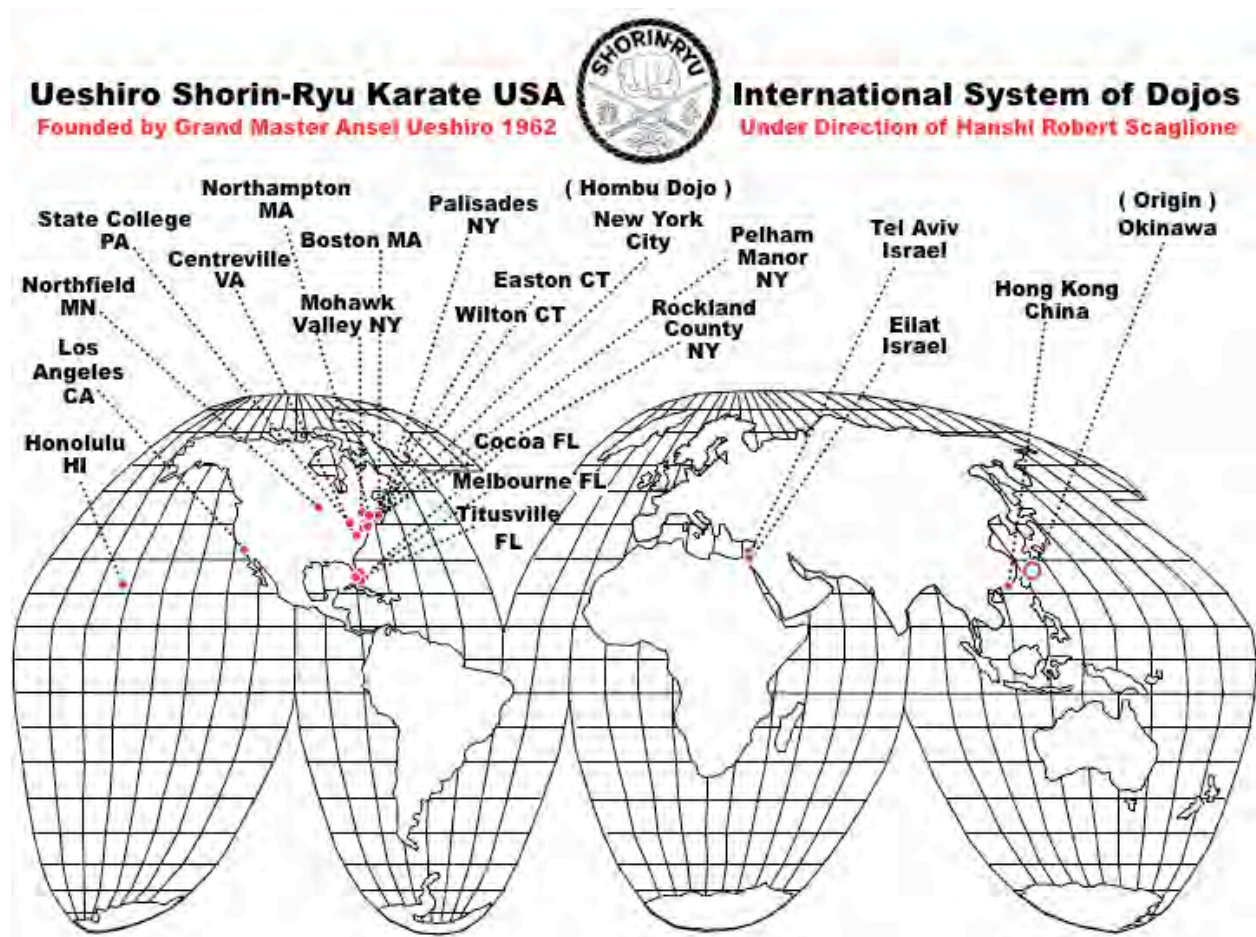 SHORIN-RYU
Ueshiro Shorin-Ryu Karate USA
Founded by Grand Master Ansei Ueshiro 1962
International System of Dojos
Under Direction of Hanshi Robert Scaglione
Northampton
MA
State College
PA
Centreville
VA
Boston MA
Northfield
MN
Mohawk
Valley NY
Los
Angeles
CA
Honolulu
HI
Palisades
NY
( Hombu Dojo )
New York
City
Easton CT
Wilton CT
Pelham
Manor
NY
Rockland
County
NY
Cocoa FL
Melbourne FL
Titusville
FL
Tel Aviv
Israel
Eilat
Israel
( Origin )
Okinawa
Hong Kong
China